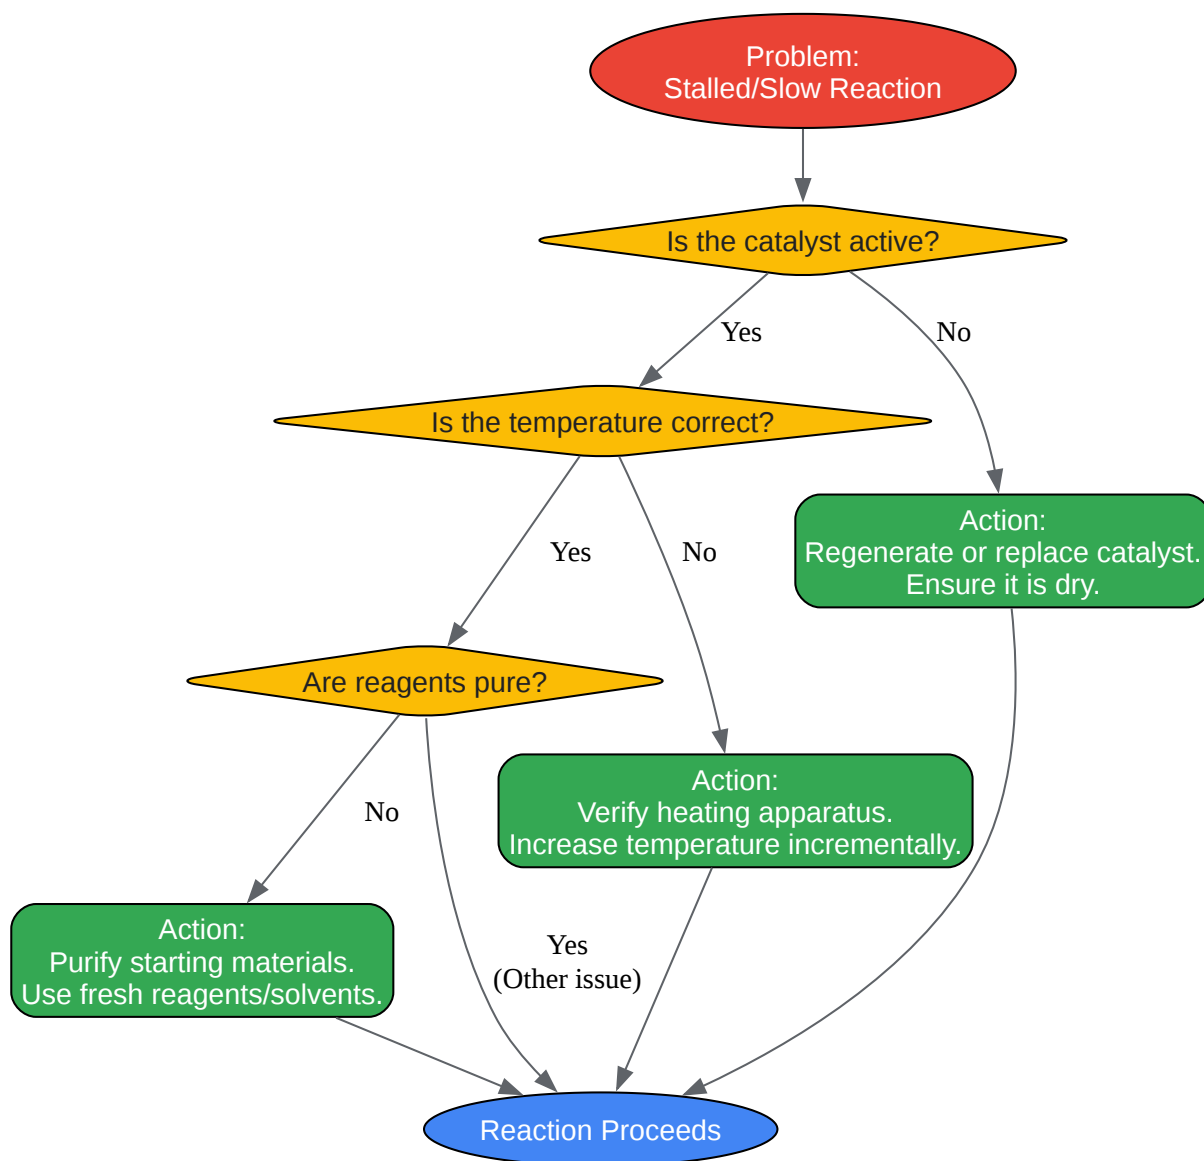 Problem:
Stalled/Slow Reaction
Is the catalyst active?
Yes
No
Is the temperature correct?
Action:
Regenerate or replace catalyst.
Ensure it is dry.
Yes
No
Are reagents pure?
Action:
Verify heating apparatus.
Increase temperature incrementally.
No
Action:
Purify starting materials.
Use fresh reagents/solvents.
Yes
(Other issue)
Reaction Proceeds